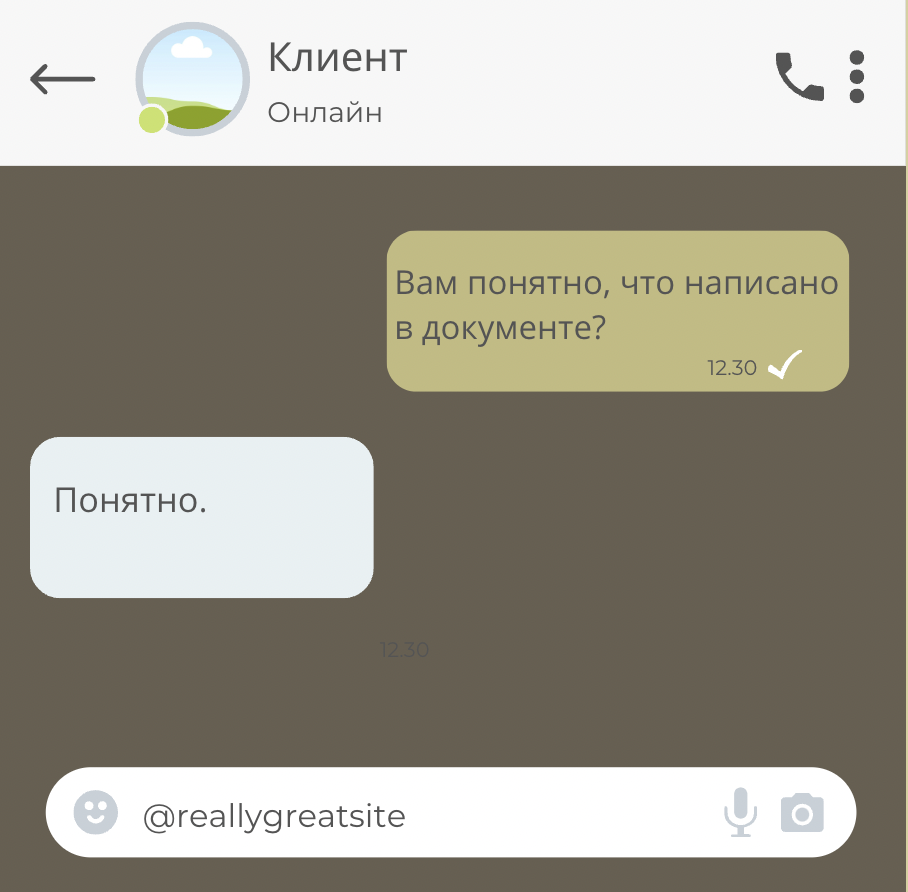 Клиент
Онлайн
Вам понятно, что написано
в документе?
12.30
Понятно.
12.30
@reallygreatsite